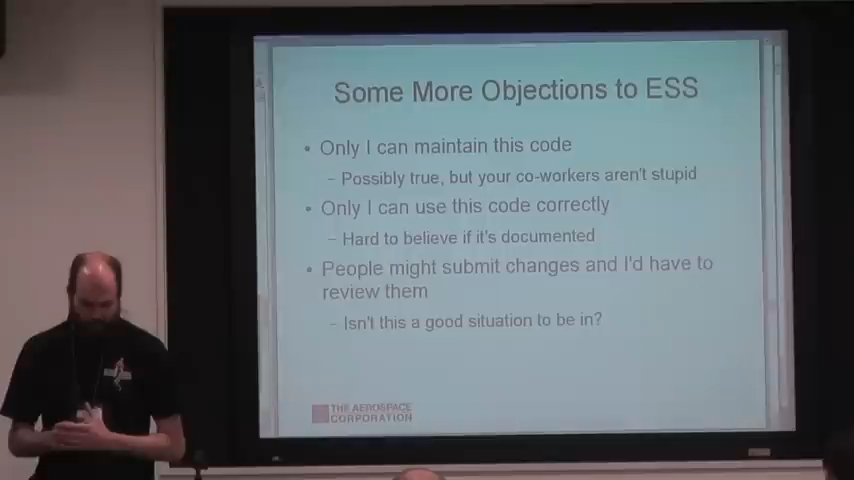 Some More Objections to ESS
• Only I can maintain this code
– Possibly true, but your co-workers aren't stupid
• Only I can use this code correctly
– Hard to believe if it's documented
• People might submit changes and I'd have to
review them
– Isn't this a good situation to be in?
THE AEROSPACE
CORPORATION